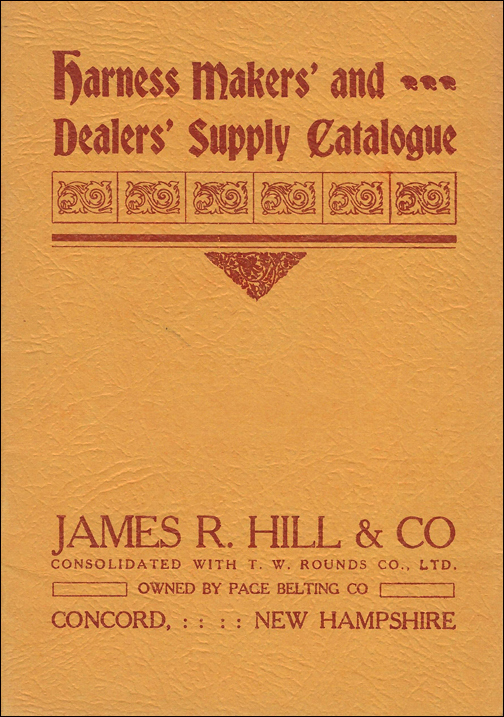 Harness Makers' and
Dealers' Supply Catalogue
JAMES R. HILL & CO
CONSOLIDATED WITH T. W. ROUNDS CO., LTD.
OWNED BY PAGE BELTING CO
CONCORD, : : : : NEW HAMPSHIRE